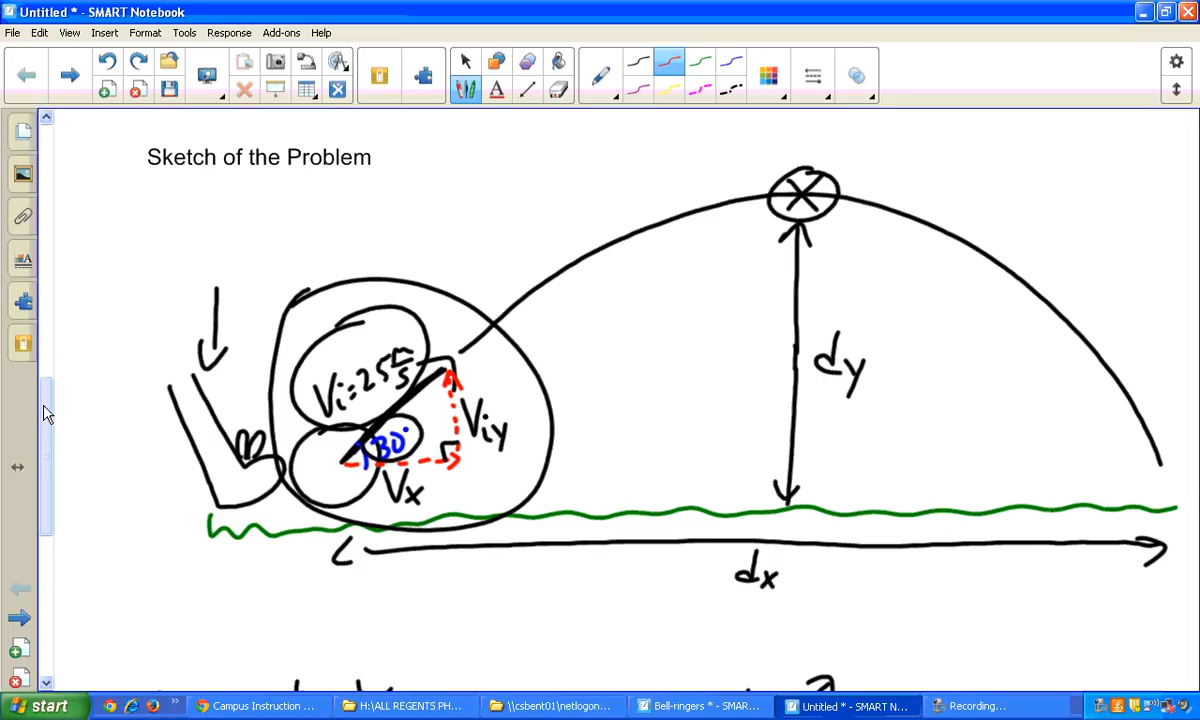 Untitled * - SMART Notebook
File Edit View Insert Format Tools Response Add-ons Help
Sketch of the Problem
Vi=25 m/s
30°
Viy
Vx
dy
dx
start
Campus Instruction ...
H:\ALL REGENTS PH...
\\csbent01\netlogon...
Bell-ringers * - SMAR...
Untitled * - SMART N...
Recording...